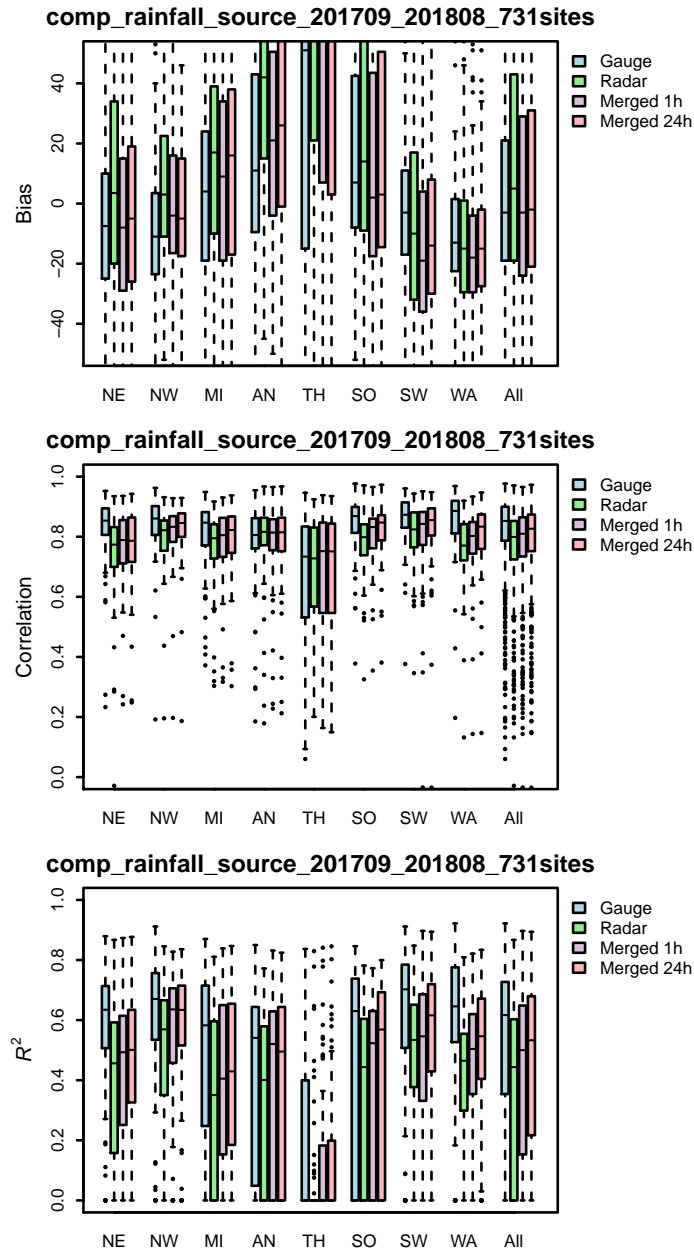 comp_rainfall_source_201709_201808_731sites
Gauge
Radar
Merged 1h
Merged 24h
Bias
40
20
0
−20
−40
NE NW MI AN TH SO SW WA All
comp_rainfall_source_201709_201808_731sites
Gauge
Radar
Merged 1h
Merged 24h
Correlation
1.0
0.8
0.6
0.4
0.2
0.0
NE NW MI AN TH SO SW WA All
comp_rainfall_source_201709_201808_731sites
Gauge
Radar
Merged 1h
Merged 24h
R²
1.0
0.8
0.6
0.4
0.2
0.0
NE NW MI AN TH SO SW WA All